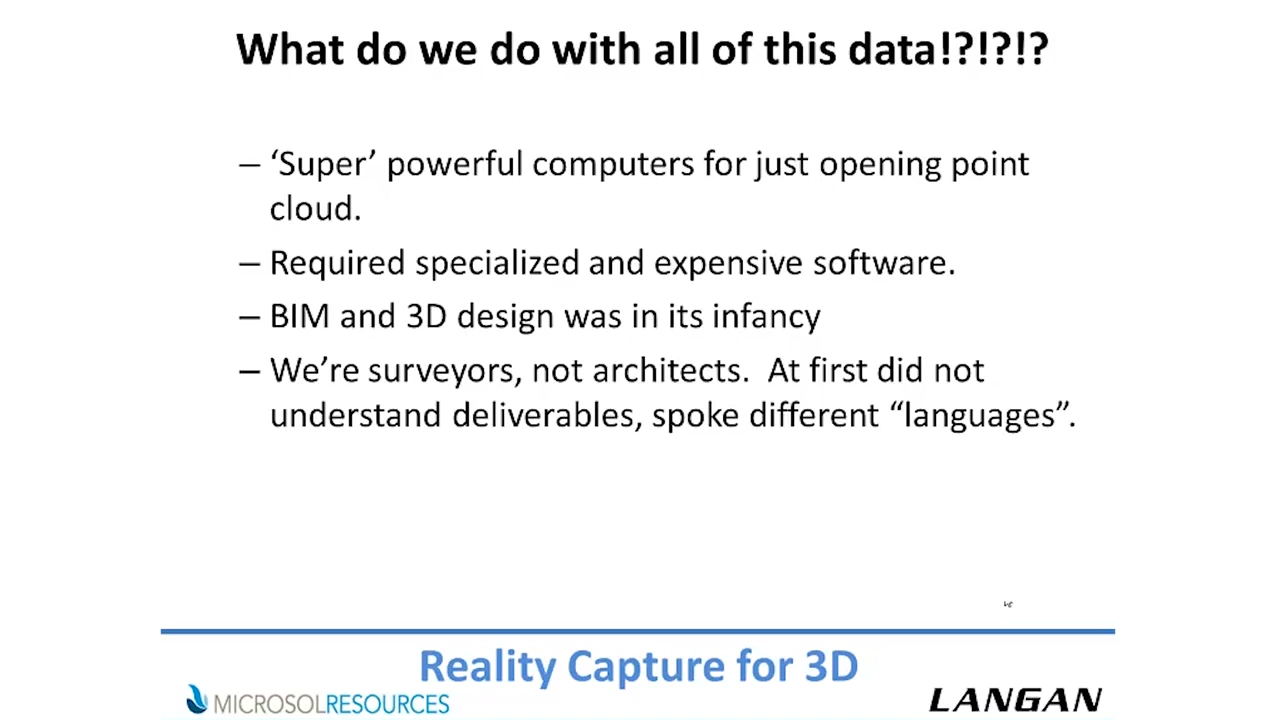 What do we do with all of this data!?!?!?
– ‘Super’ powerful computers for just opening point
cloud.
– Required specialized and expensive software.
– BIM and 3D design was in its infancy
– We’re surveyors, not architects.  At first did not
understand deliverables, spoke different “languages”.
Reality Capture for 3D
MICROSOLRESOURCES
LANGAN